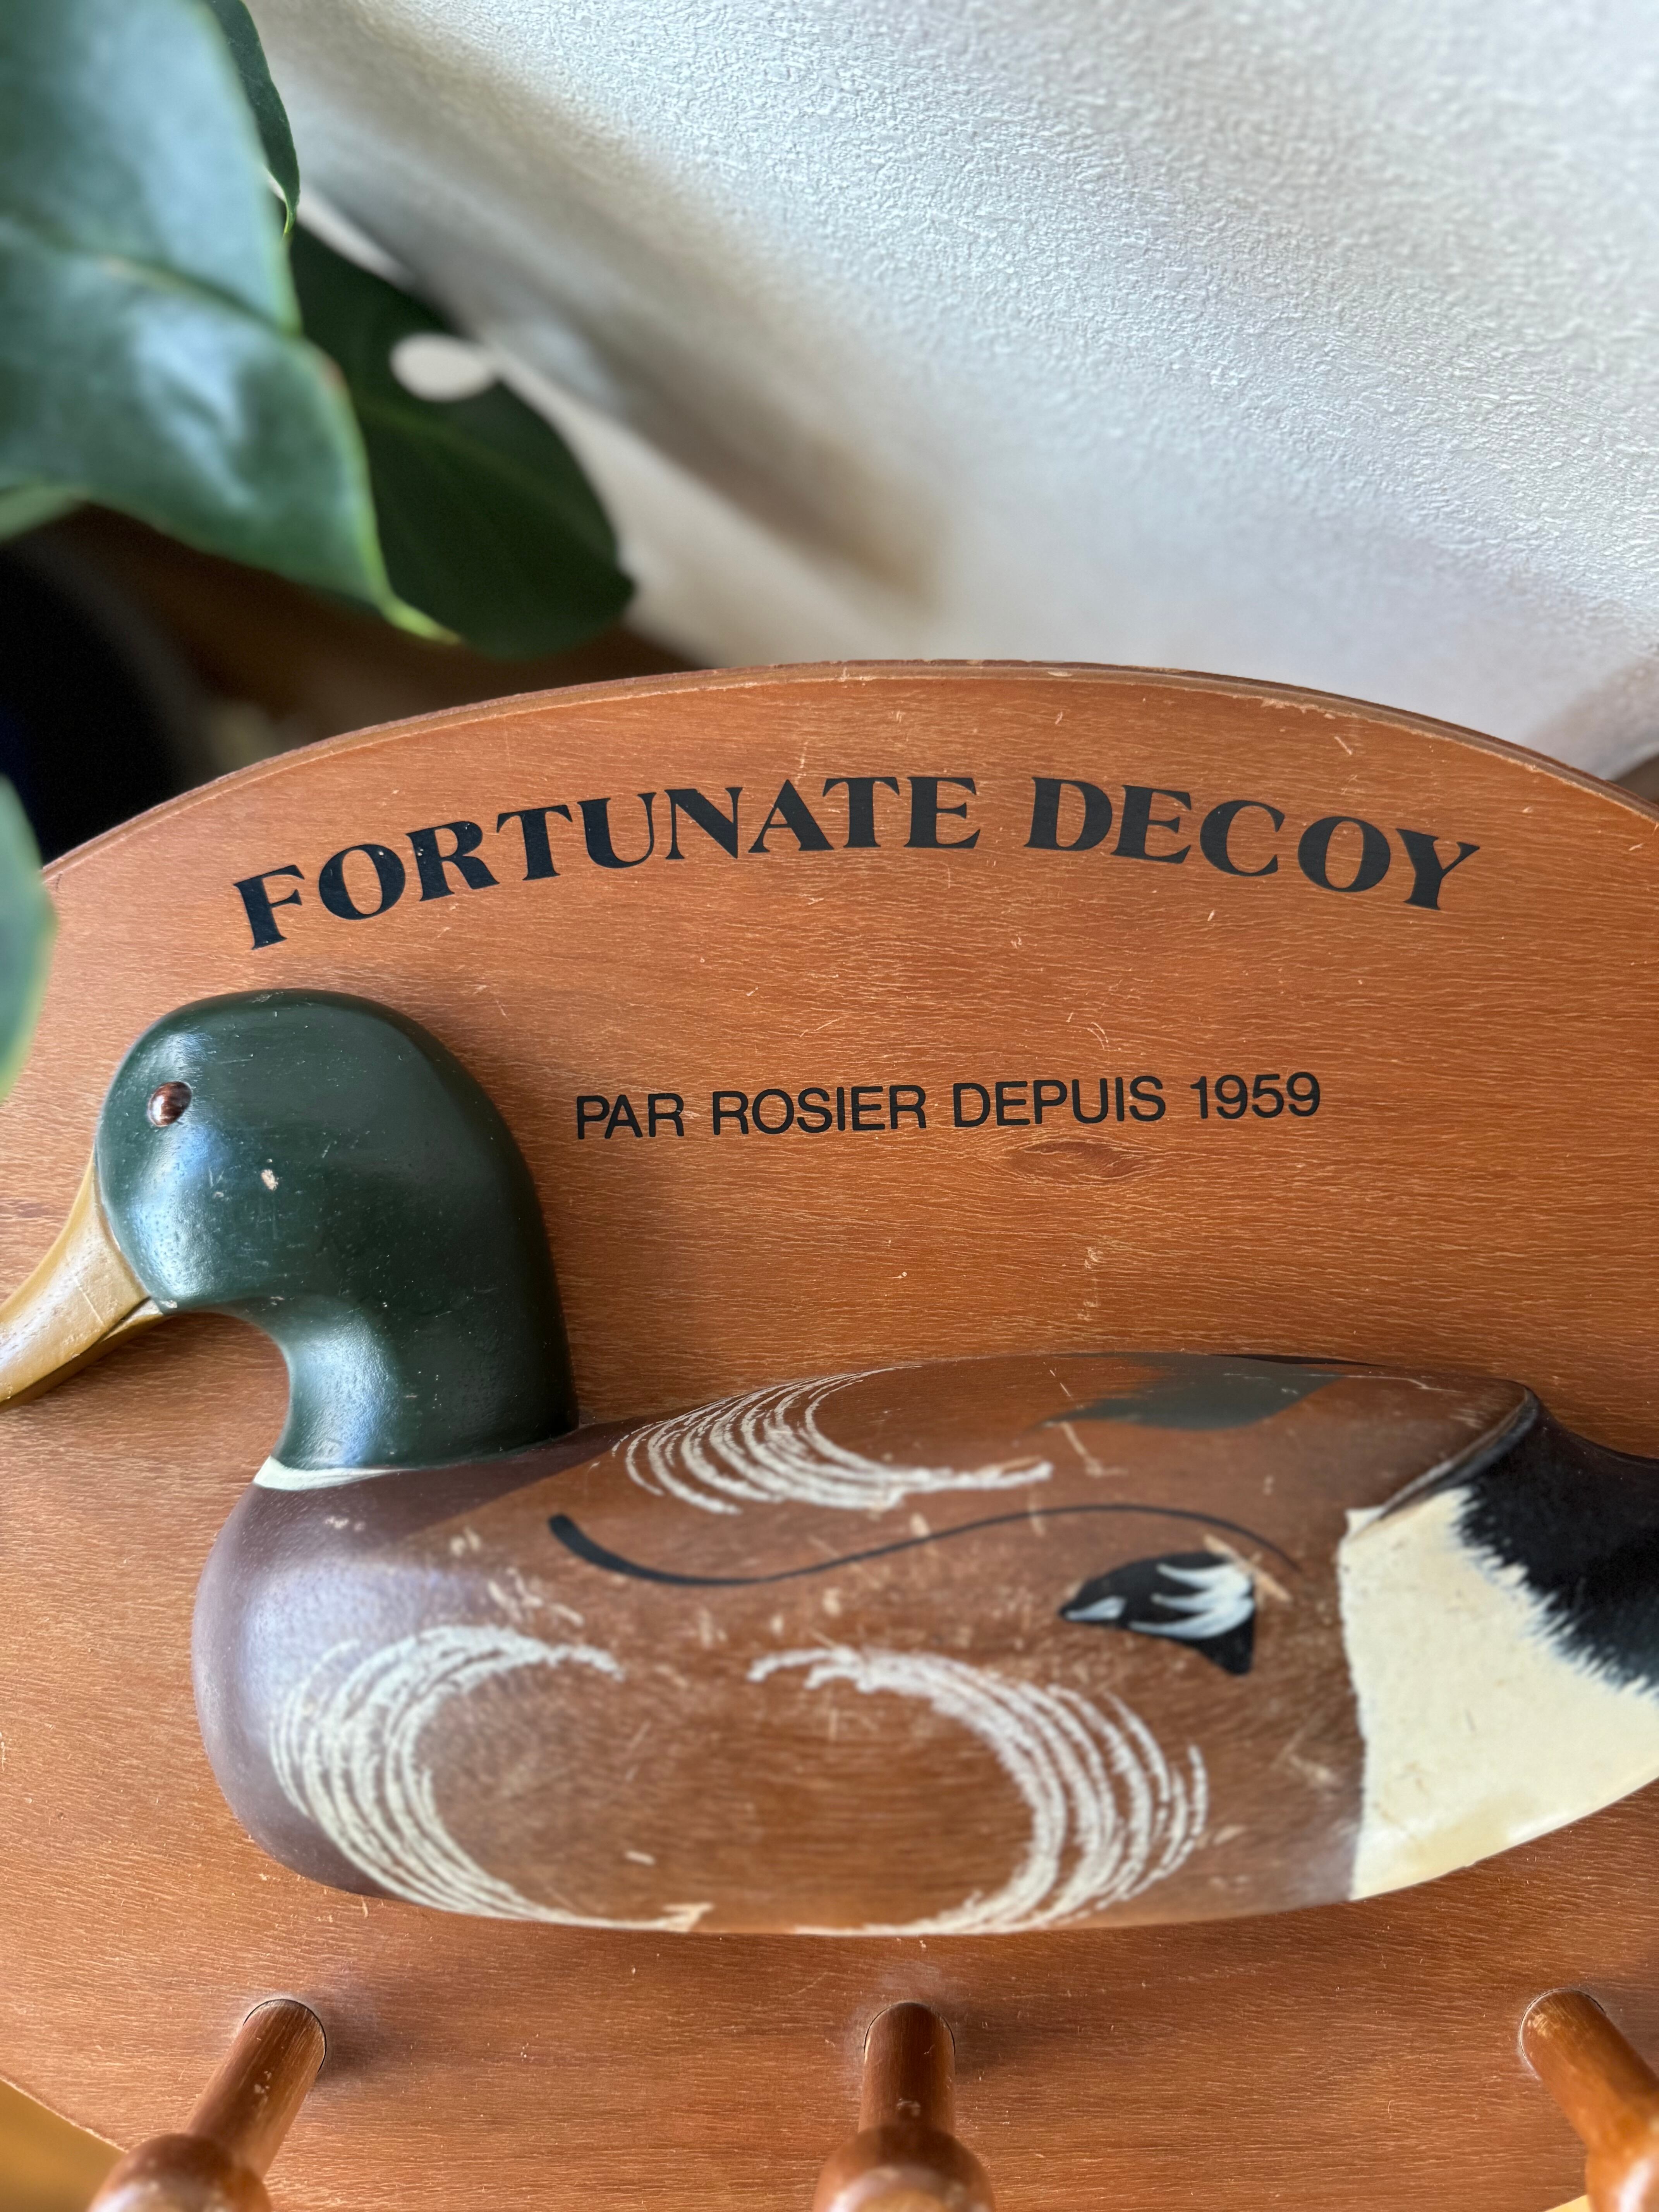 FORTUNATE DECOY
PAR ROSIER DEPUIS 1959